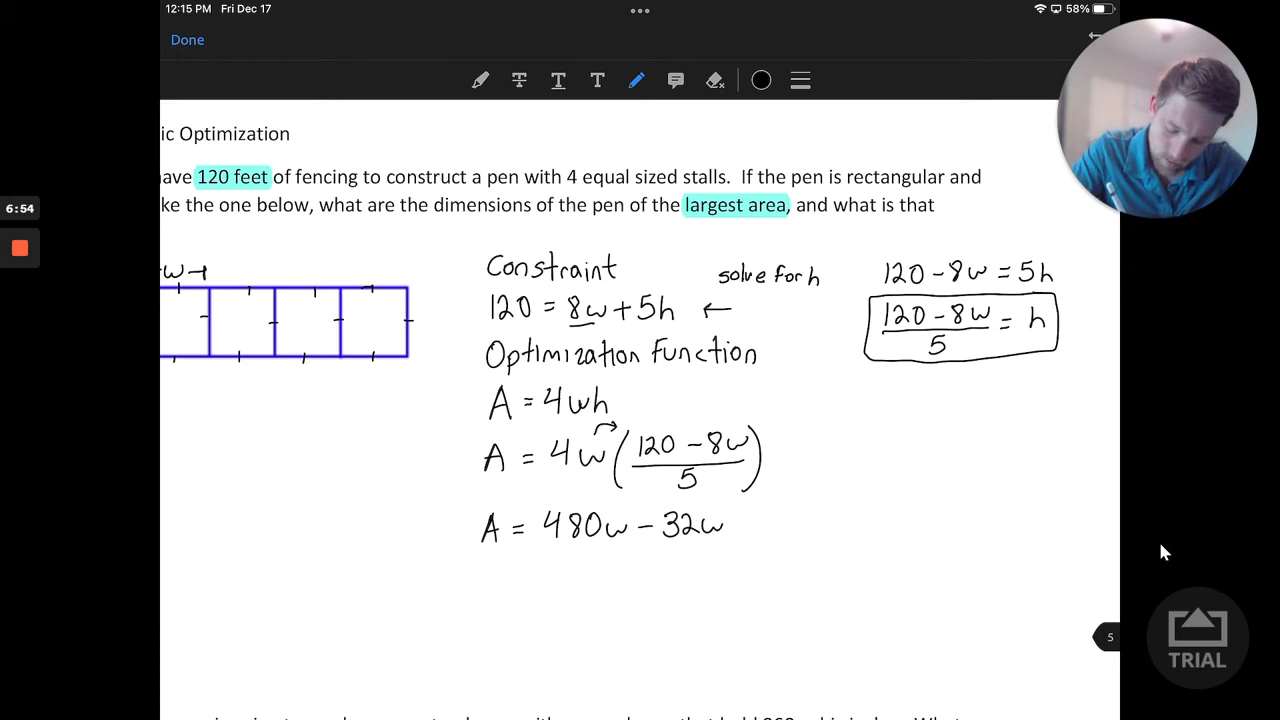 12:15 PM Fri Dec 17
58%
Done
ic Optimization
ave 120 feet of fencing to construct a pen with 4 equal sized stalls. If the pen is rectangular and
ke the one below, what are the dimensions of the pen of the largest area, and what is that
6:54
w
Constraint
120 = 8w + 5h ←
solve for h
120 - 8w = 5h
120 - 8w
5
= h
Optimization Function
A = 4wh
A = 4w (120 - 8w)
5
A = 480w - 32w
5
TRIAL